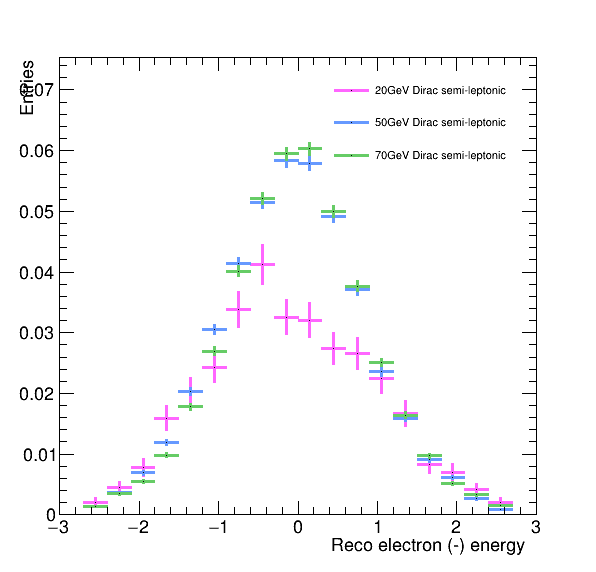 Entries
0.07
0.06
0.05
0.04
0.03
0.02
0.01
0
20GeV Dirac semi-leptonic
50GeV Dirac semi-leptonic
70GeV Dirac semi-leptonic
−3 −2 −1 0 1 2 3
Reco electron (-) energy